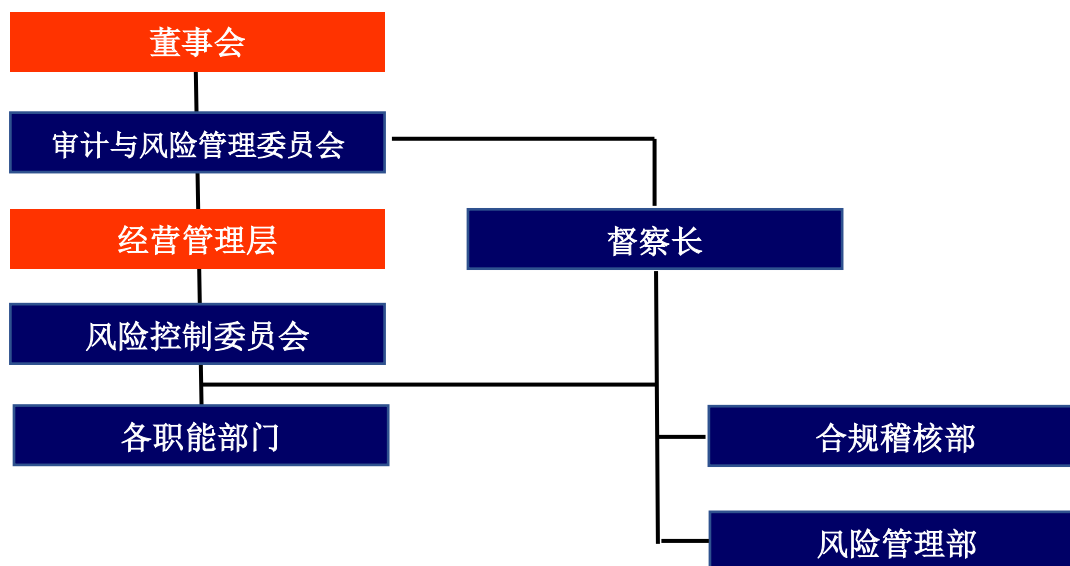 董事会
审计与风险管理委员会
经营管理层
督察长
风险控制委员会
各职能部门
合规稽核部
风险管理部